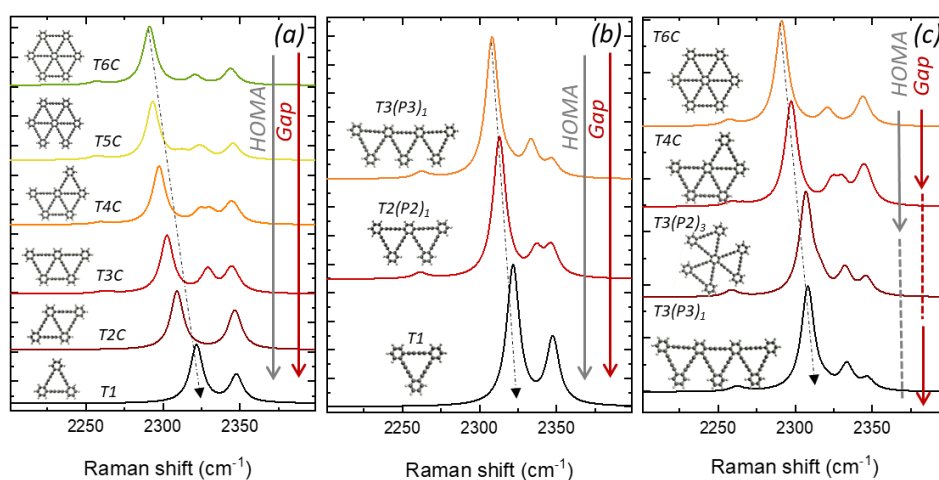 (a)
T6C
T5C
T4C
T3C
T2C
T1
HOMA
Gap
2250 2300 2350
Raman shift (cm⁻¹)
(b)
T3(P3)₁
T2(P2)₁
T1
HOMA
Gap
2250 2300 2350
Raman shift (cm⁻¹)
(c)
T6C
T4C
T3(P2)₃
T3(P3)₁
HOMA
Gap
2250 2300 2350
Raman shift (cm⁻¹)